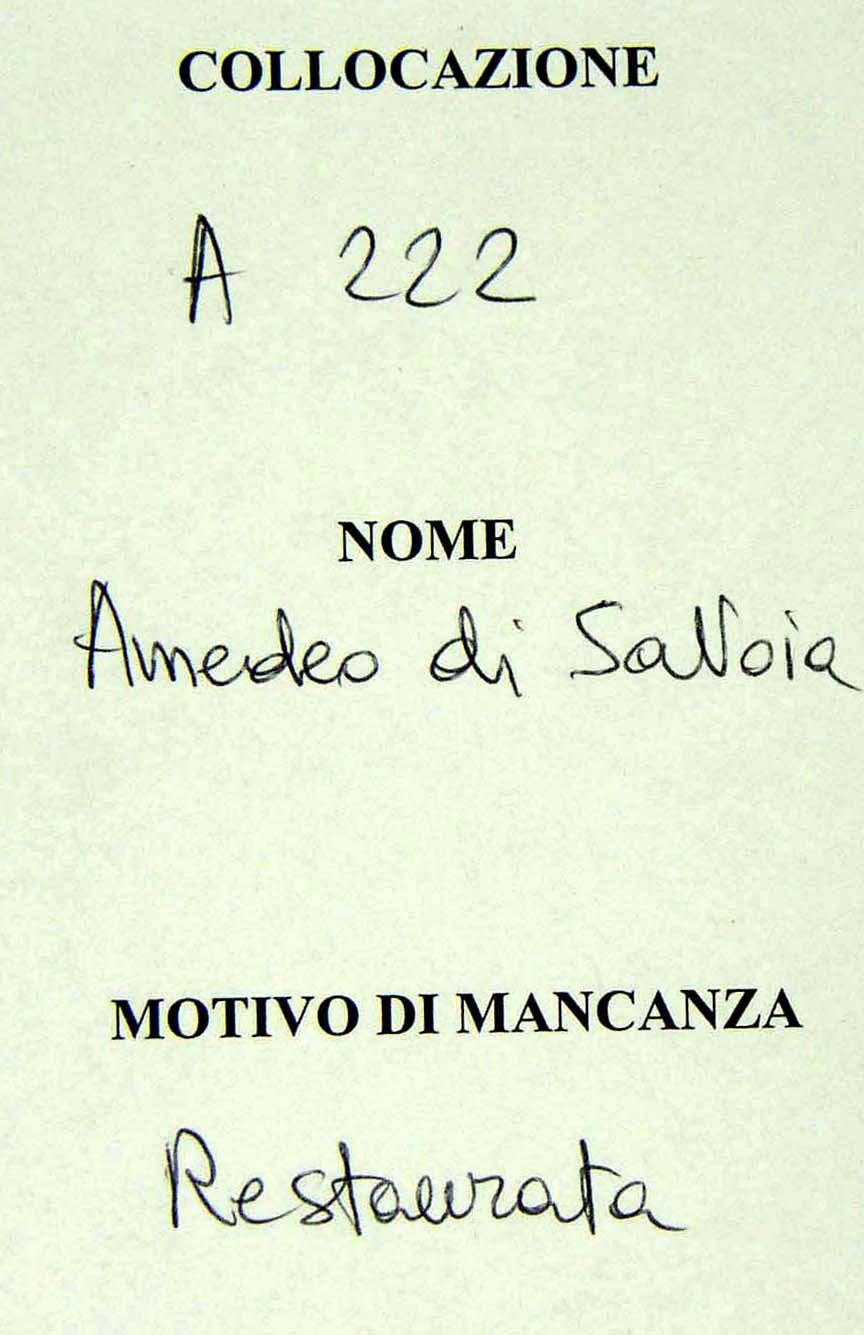 COLLOCAZIONE
A 222
NOME
Amedeo di Savoia
MOTIVO DI MANCANZA
Restaurata